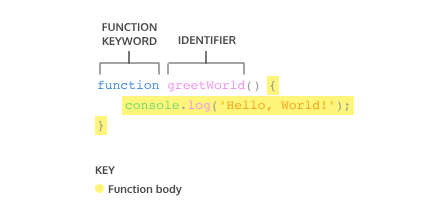 FUNCTION
KEYWORD
IDENTIFIER
function greetWorld() {
console.log(‘Hello, World!’);
}
KEY
Function body